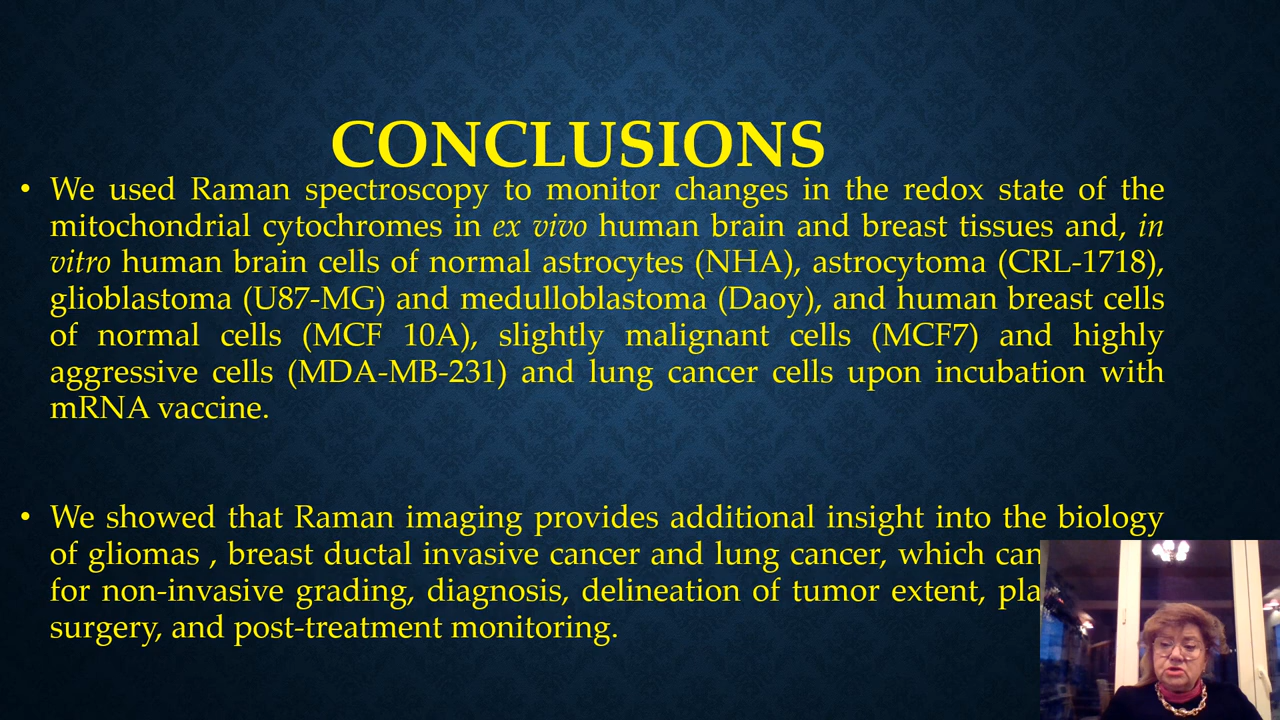 CONCLUSIONS
• We used Raman spectroscopy to monitor changes in the redox state of the
mitochondrial cytochromes in ex vivo human brain and breast tissues and, in
vitro human brain cells of normal astrocytes (NHA), astrocytoma (CRL-1718),
glioblastoma (U87-MG) and medulloblastoma (Daoy), and human breast cells
of normal cells (MCF 10A), slightly malignant cells (MCF7) and highly
aggressive cells (MDA-MB-231) and lung cancer cells upon incubation with
mRNA vaccine.
• We showed that Raman imaging provides additional insight into the biology
of gliomas , breast ductal invasive cancer and lung cancer, which can
for non-invasive grading, diagnosis, delineation of tumor extent,
surgery, and post-treatment monitoring.